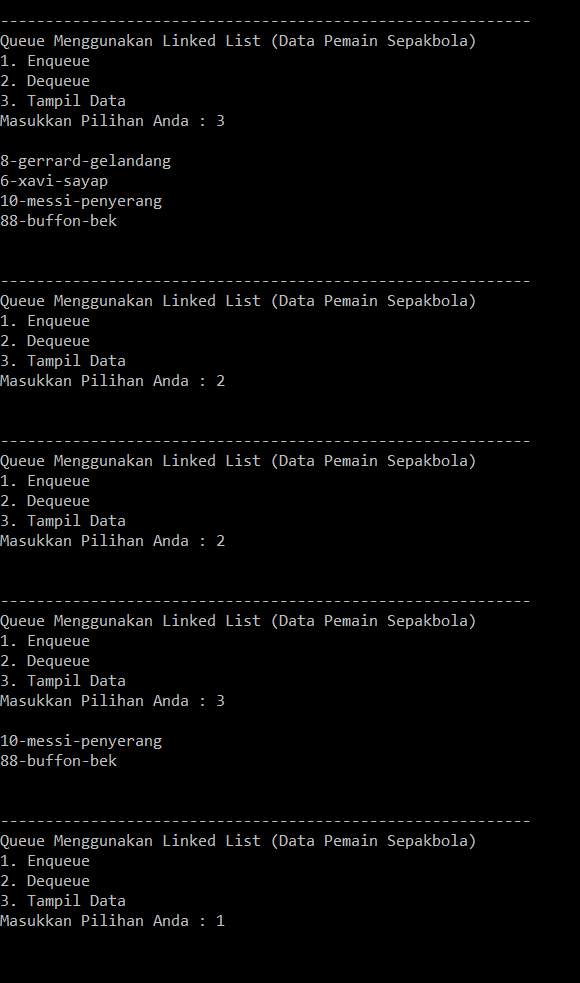 -----------------------------------------------------------
Queue Menggunakan Linked List (Data Pemain Sepakbola)
1. Enqueue
2. Dequeue
3. Tampil Data
Masukkan Pilihan Anda : 3
8-gerrard-gelandang
6-xavi-sayap
10-messi-penyerang
88-buffon-bek
-----------------------------------------------------------
Queue Menggunakan Linked List (Data Pemain Sepakbola)
1. Enqueue
2. Dequeue
3. Tampil Data
Masukkan Pilihan Anda : 2
-----------------------------------------------------------
Queue Menggunakan Linked List (Data Pemain Sepakbola)
1. Enqueue
2. Dequeue
3. Tampil Data
Masukkan Pilihan Anda : 2
-----------------------------------------------------------
Queue Menggunakan Linked List (Data Pemain Sepakbola)
1. Enqueue
2. Dequeue
3. Tampil Data
Masukkan Pilihan Anda : 3
10-messi-penyerang
88-buffon-bek
-----------------------------------------------------------
Queue Menggunakan Linked List (Data Pemain Sepakbola)
1. Enqueue
2. Dequeue
3. Tampil Data
Masukkan Pilihan Anda : 1